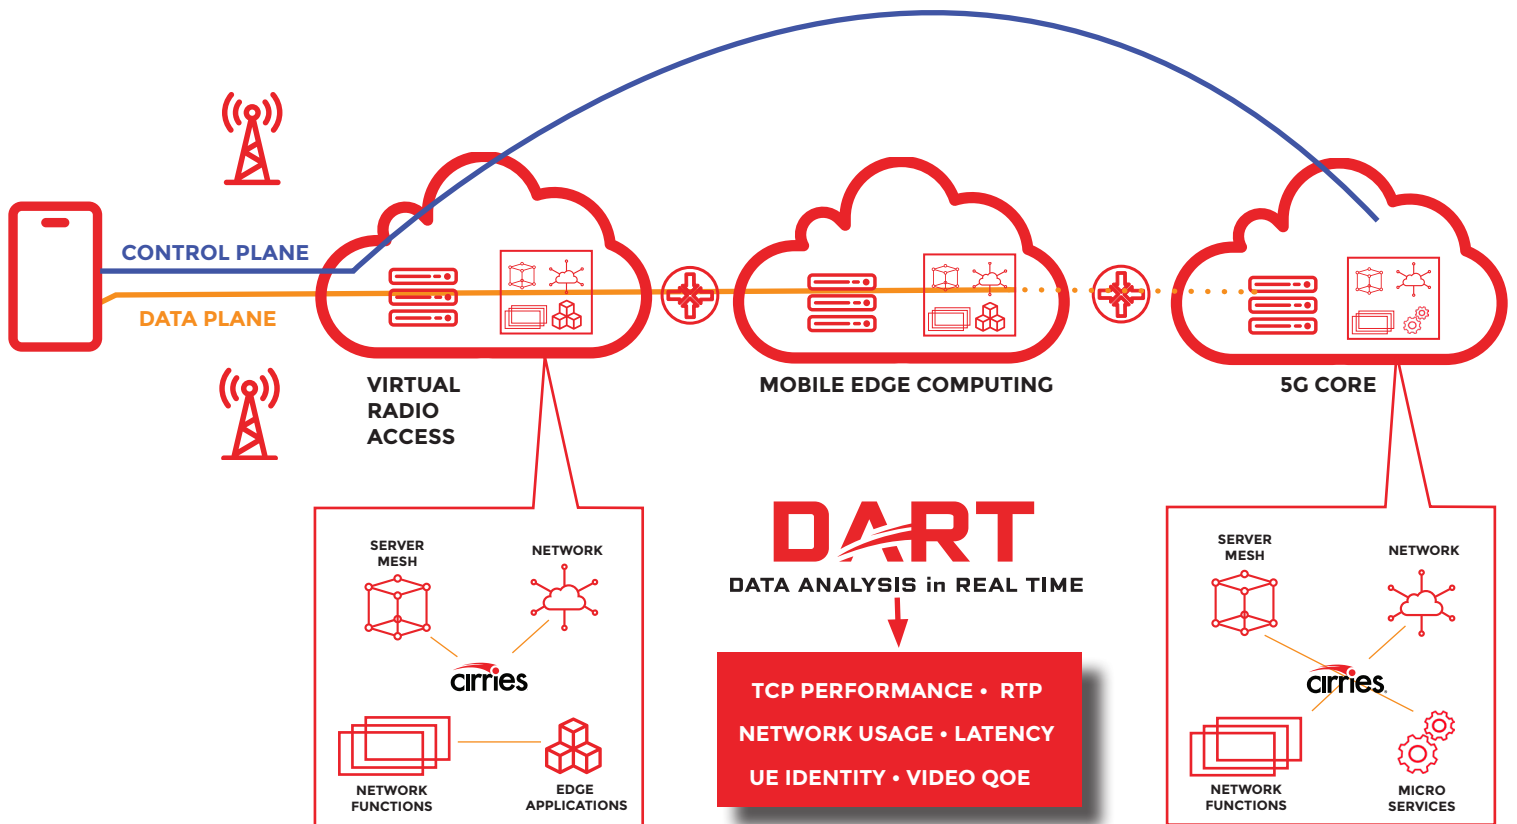 CONTROL PLANE
DATA PLANE
VIRTUAL
RADIO
ACCESS
MOBILE EDGE COMPUTING
5G CORE
SERVER
MESH
NETWORK
cirries
NETWORK
FUNCTIONS
EDGE
APPLICATIONS
DART
DATA ANALYSIS in REAL TIME
TCP PERFORMANCE • RTP
NETWORK USAGE • LATENCY
UE IDENTITY • VIDEO QOE
SERVER
MESH
NETWORK
cirries
NETWORK
FUNCTIONS
MICRO
SERVICES